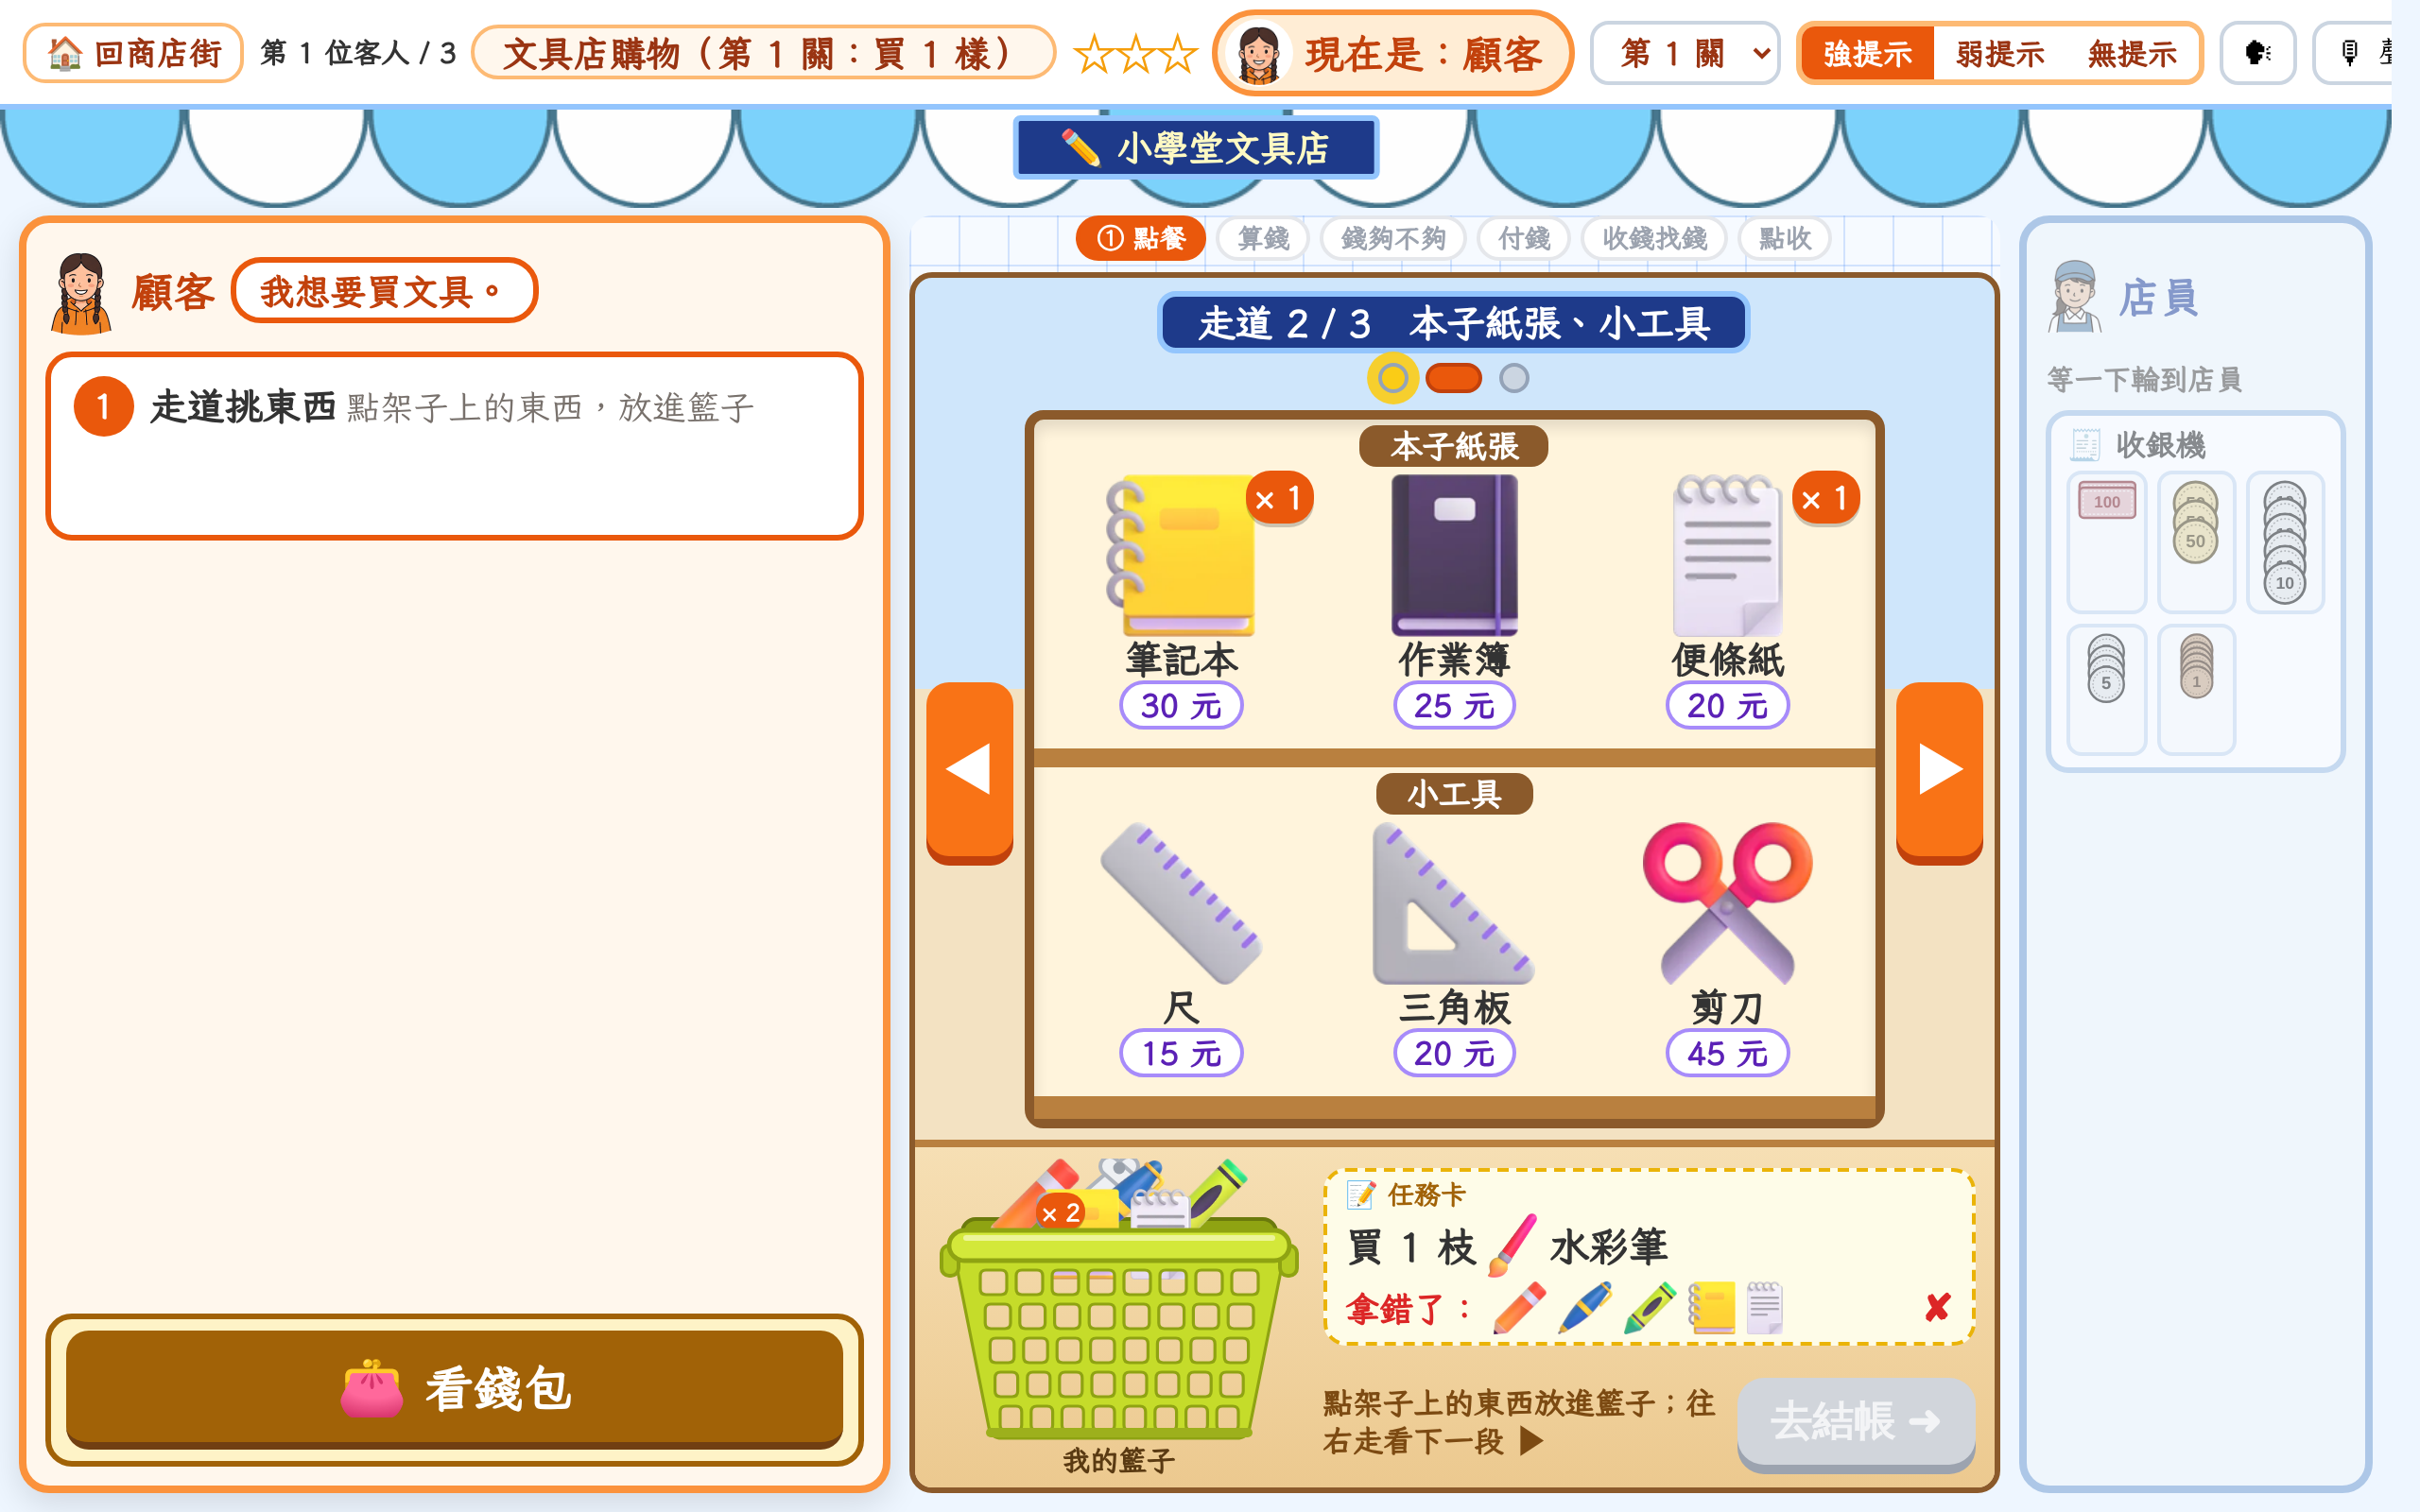 回商店街 第 1 位客人 / 3 文具店購物（第 1 關：買 1 樣） 現在是：顧客 第 1 關 強提示 弱提示 無提示
小學堂文具店
顧客 我想要買文具。
1 走道挑東西 點架子上的東西，放進籃子
看錢包
① 點餐 算錢 錢夠不夠 付錢 收錢找錢 點收
走道 2 / 3 本子紙張、小工具
本子紙張
× 1 × 1
筆記本 作業簿 便條紙
30 元 25 元 20 元
小工具
尺 三角板 剪刀
15 元 20 元 45 元
× 2
我的籃子
任務卡
買 1 枝 水彩筆
拿錯了： ✘
點架子上的東西放進籃子；往
右走看下一段 ▶
去結帳 ➜
店員
等一下輪到店員
收銀機
100 50 10
5 1